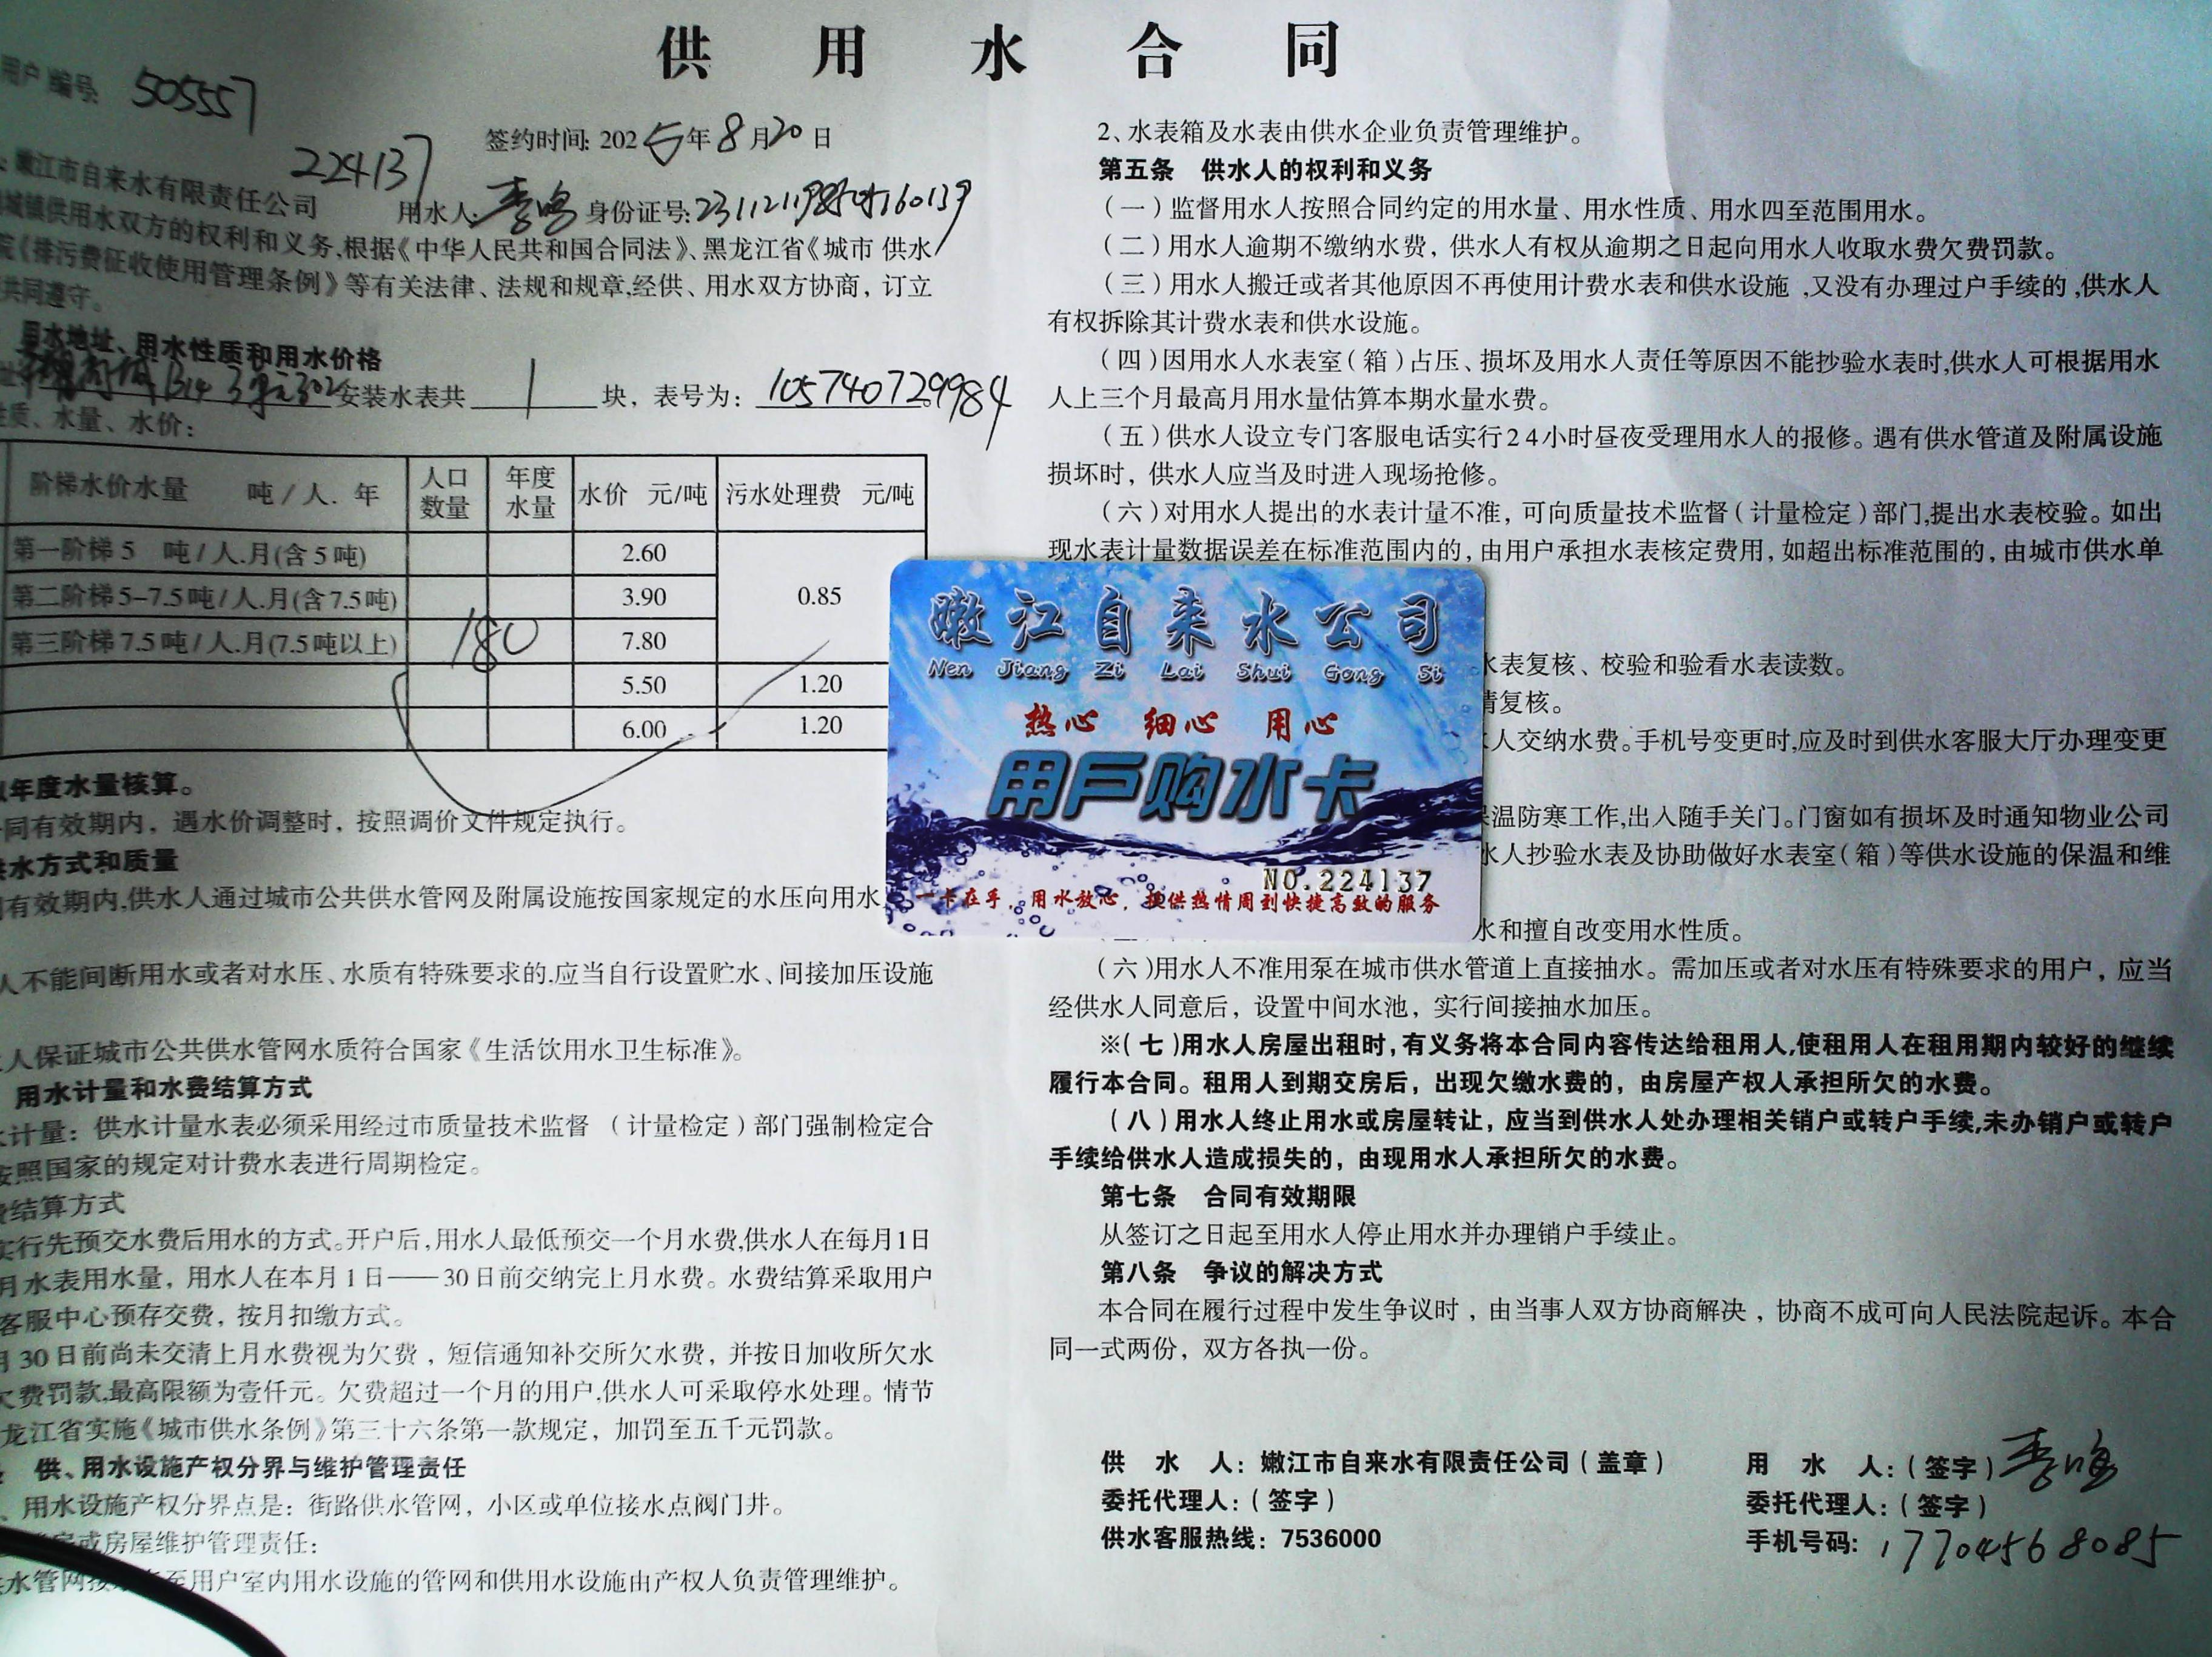 供用水合同
用户编号: 505557
签约时间: 2025年8月20日
224137
嫩江市自来水有限责任公司
用水人: 身份证号:
城镇供用水双方的权利和义务,根据《中华人民共和国合同法》、黑龙江省《城市 供水
院《排污费征收使用管理条例》等有关法律、法规和规章,经供、用水双方协商, 订立
共同遵守。
用水地址、用水性质和用水价格
3单元302安装水表共 1 块, 表号为: 105740729984
性质、水量、水价:
阶梯水价水量 吨/人. 年 人口数量 年度水量 水价 元/吨 污水处理费 元/吨
第一阶梯5 吨/人.月(含5吨) 2.60 0.85
第二阶梯5-7.5吨/人.月(含7.5吨) 3.90
第三阶梯7.5吨/人.月(7.5吨以上) 180 7.80
5.50 1.20
6.00 1.20
年度水量核算。
同有效期内, 遇水价调整时, 按照调价文件规定执行。
供水方式和质量
有效期内,供水人通过城市公共供水管网及附属设施按国家规定的水压向用水
人不能间断用水或者对水压、水质有特殊要求的,应当自行设置贮水、间接加压设施
人保证城市公共供水管网水质符合国家《生活饮用水卫生标准》。
用水计量和水费结算方式
计量: 供水计量水表必须采用经过市质量技术监督 (计量检定)部门强制检定合
按照国家的规定对计费水表进行周期检定。
费结算方式
实行先预交水费后用水的方式。开户后,用水人最低预交一个月水费,供水人在每月1日
月水表用水量, 用水人在本月1日——30日前交纳完上月水费。水费结算采取用户
客服中心预存交费, 按月扣缴方式。
月30日前尚未交清上月水费视为欠费, 短信通知补交所欠水费, 并按日加收所欠水
欠费罚款,最高限额为壹仟元。欠费超过一个月的用户,供水人可采取停水处理。情节
龙江省实施《城市供水条例》第三十六条第一款规定, 加罚至五千元罚款。
供、用水设施产权分界与维护管理责任
、用水设施产权分界点是: 街路供水管网, 小区或单位接水点阀门井。
或房屋维护管理责任:
水管网 至用户室内用水设施的管网和供用水设施由产权人负责管理维护。
2、水表箱及水表由供水企业负责管理维护。
第五条 供水人的权利和义务
(一)监督用水人按照合同约定的用水量、用水性质、用水四至范围用水。
(二)用水人逾期不缴纳水费, 供水人有权从逾期之日起向用水人收取水费欠费罚款。
(三)用水人搬迁或者其他原因不再使用计费水表和供水设施,又没有办理过户手续的,供水人
有权拆除其计费水表和供水设施。
(四)因用水人水表室(箱)占压、损坏及用水人责任等原因不能抄验水表时,供水人可根据用水
人上三个月最高月用水量估算本期水量水费。
(五)供水人设立专门客服电话实行24小时昼夜受理用水人的报修。遇有供水管道及附属设施
损坏时, 供水人应当及时进入现场抢修。
(六)对用水人提出的水表计量不准, 可向质量技术监督(计量检定)部门,提出水表校验。如出
现水表计量数据误差在标准范围内的, 由用户承担水表核定费用, 如超出标准范围的, 由城市供水单
水表复核、校验和验看水表读数。
请复核。
人交纳水费。手机号变更时,应及时到供水客服大厅办理变更
保温防寒工作,出入随手关门。门窗如有损坏及时通知物业公司
水人抄验水表及协助做好水表室(箱)等供水设施的保温和维
水和擅自改变用水性质。
(六)用水人不准用泵在城市供水管道上直接抽水。需加压或者对水压有特殊要求的用户, 应当
经供水人同意后, 设置中间水池, 实行间接抽水加压。
※(七)用水人房屋出租时,有义务将本合同内容传达给租用人,使租用人在租用期内较好的继续
履行本合同。租用人到期交房后, 出现欠缴水费的, 由房屋产权人承担所欠的水费。
(八)用水人终止用水或房屋转让, 应当到供水人处办理相关销户或转户手续,未办销户或转户
手续给供水人造成损失的, 由现用水人承担所欠的水费。
第七条 合同有效期限
从签订之日起至用水人停止用水并办理销户手续止。
第八条 争议的解决方式
本合同在履行过程中发生争议时, 由当事人双方协商解决, 协商不成可向人民法院起诉。本合
同一式两份, 双方各执一份。
供 水 人: 嫩江市自来水有限责任公司(盖章)
委托代理人:(签字)
供水客服热线: 7536000
用 水 人:(签字)
委托代理人:(签字)
手机号码: 17704568085
嫩江自来水公司
Nen Jiang Zi Lai Shui Gong Si
热心 细心 用心
用户购水卡
NO.224137
一卡在手, 用水放心, 提供热情周到快捷高效的服务